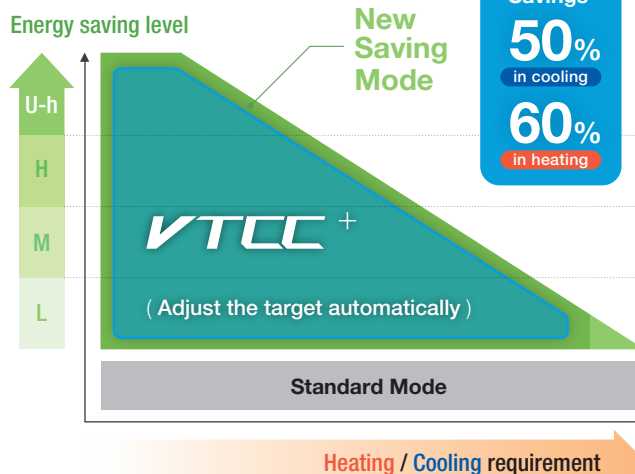 Energy saving level
New
Saving
Mode
Savings
50%
in cooling
60%
in heating
U-h
H
M
L
VTCC+
( Adjust the target automatically )
Standard Mode
Heating / Cooling requirement